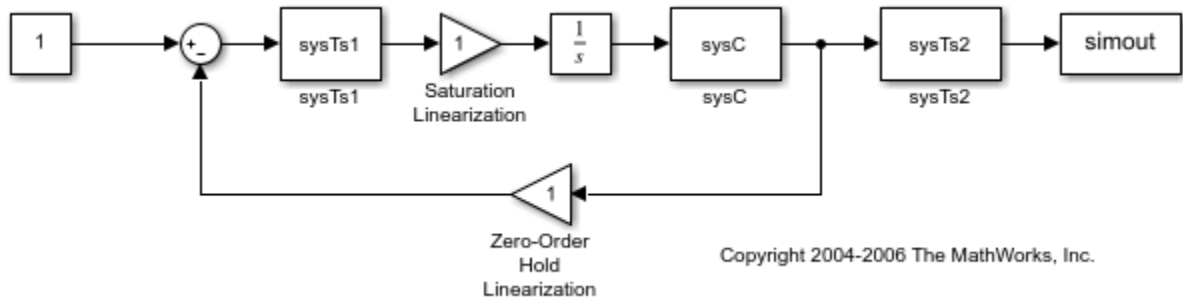 1
+
−
sysTs1
1
1
s
sysC
sysTs2
simout
sysTs1
Saturation
Linearization
sysC
sysTs2
1
Zero-Order
Hold
Linearization
Copyright 2004-2006 The MathWorks, Inc.